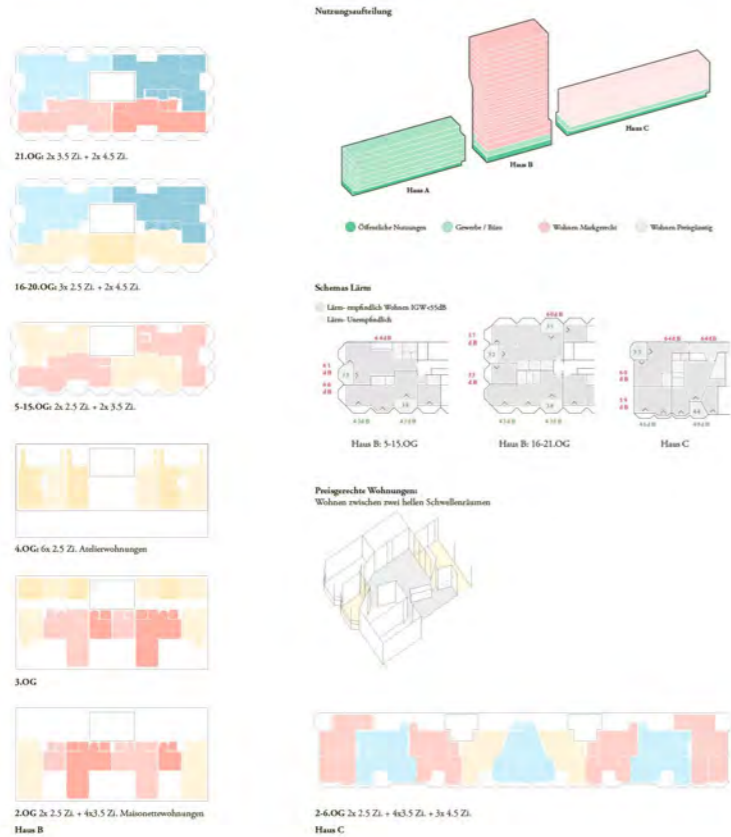 21.OG: 2x 3.5 Zi. + 2x 4.5 Zi.
16-20.OG: 3x 2.5 Zi. + 2x 4.5 Zi.
5-15.OG: 2x 2.5 Zi. + 2x 3.5 Zi.
4.OG: 6x 2.5 Zi. Atelierwohnungen
3.OG
2.OG 2x 2.5 Zi. + 4x3.5 Zi. Maisonettewohnungen
Haus B
Nutzungsaufteilung
Haus A
Haus B
Haus C
Öffentliche Nutzungen
Gewerbe / Büro
Wohnen Marktgerecht
Wohnen Preisgünstig
Schemas Lärm
Lärm- empfindlich Wohnen IGW<55dB
Lärm- Unempfindlich
Haus B: 5-15.OG
Haus B: 16-21.OG
Haus C
Preisgerechte Wohnungen:
Wohnen zwischen zwei hellen Schwellenräumen
2-6.OG 2x 2.5 Zi. + 4x3.5 Zi. + 3x 4.5 Zi.
Haus C